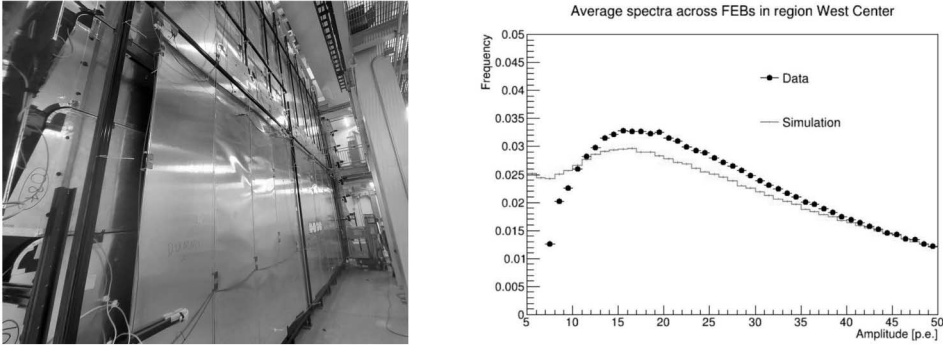 Average spectra across FEBs in region West Center
Frequency
0.05
0.045
0.04
0.035
0.03
0.025
0.02
0.015
0.01
0.005
0
Data
Simulation
5 10 15 20 25 30 35 40 45 50
Amplitude [p.e.]